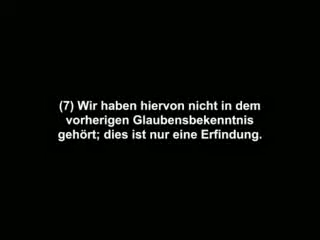 (7) Wir haben hiervon nicht in dem
vorherigen Glaubensbekenntnis
gehört; dies ist nur eine Erfindung.